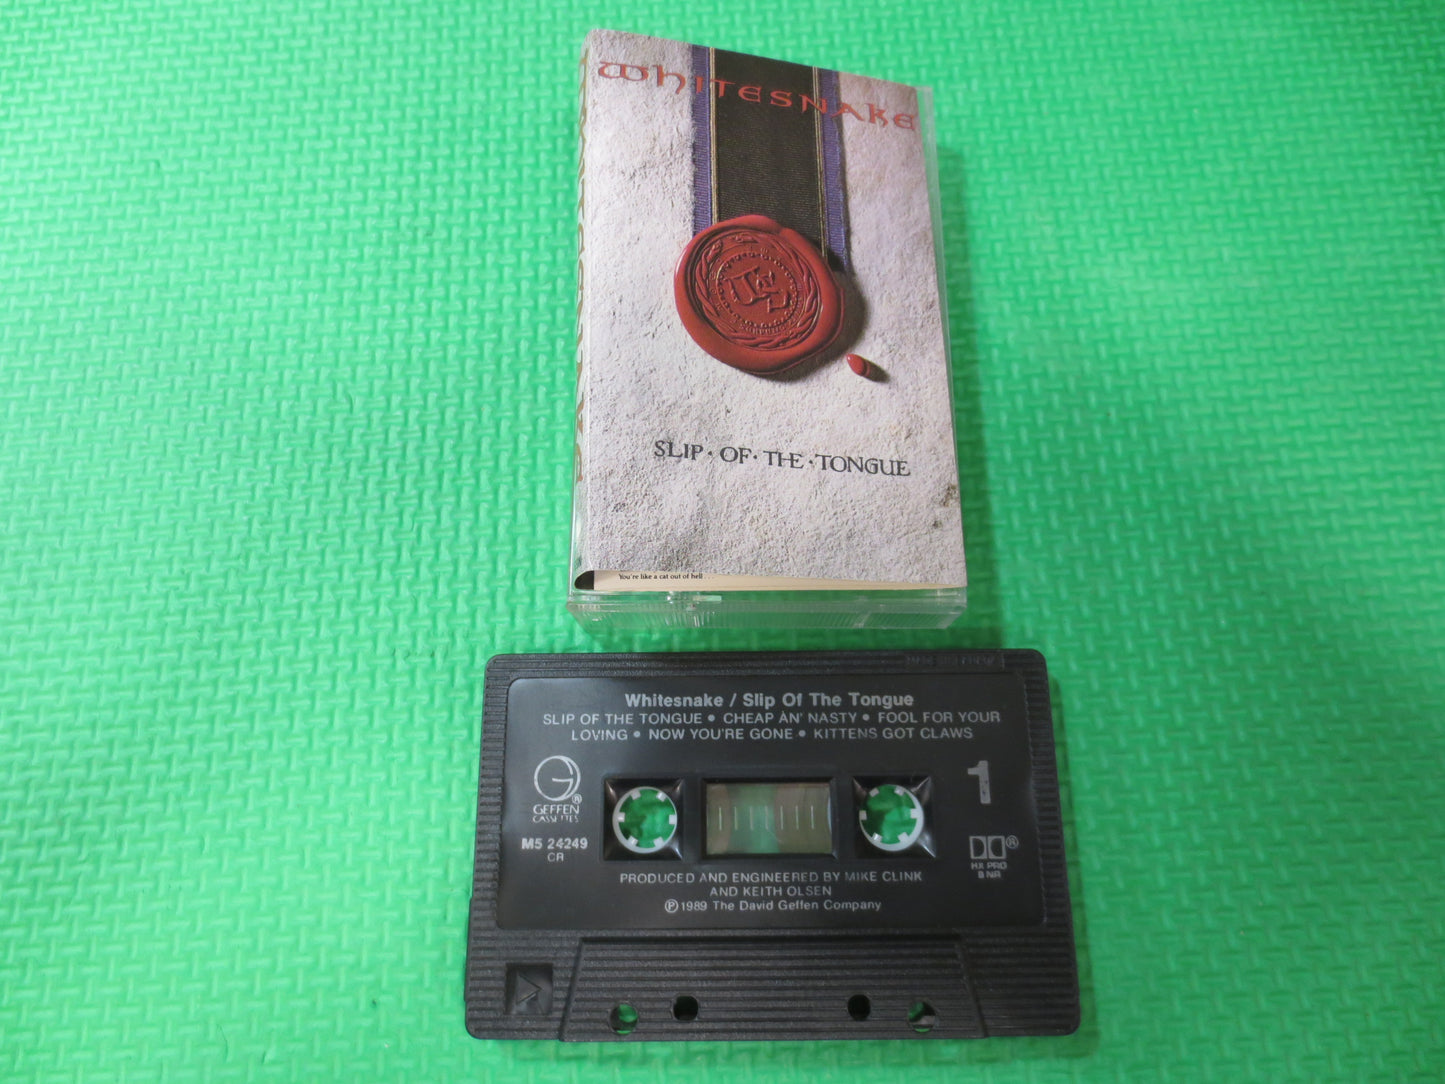 WHITESNAKE
SLIP · OF · THE · TONGUE
You're like a cat out of hell . . .
Whitesnake / Slip Of The Tongue
SLIP OF THE TONGUE • CHEAP AN' NASTY • FOOL FOR YOUR
LOVING • NOW YOU'RE GONE • KITTENS GOT CLAWS
1
G®
GEFFEN
CASSETTES
M5 24249
CR
®
HX PRO
B NR
PRODUCED AND ENGINEERED BY MIKE CLINK
AND KEITH OLSEN
℗ 1989 The David Geffen Company